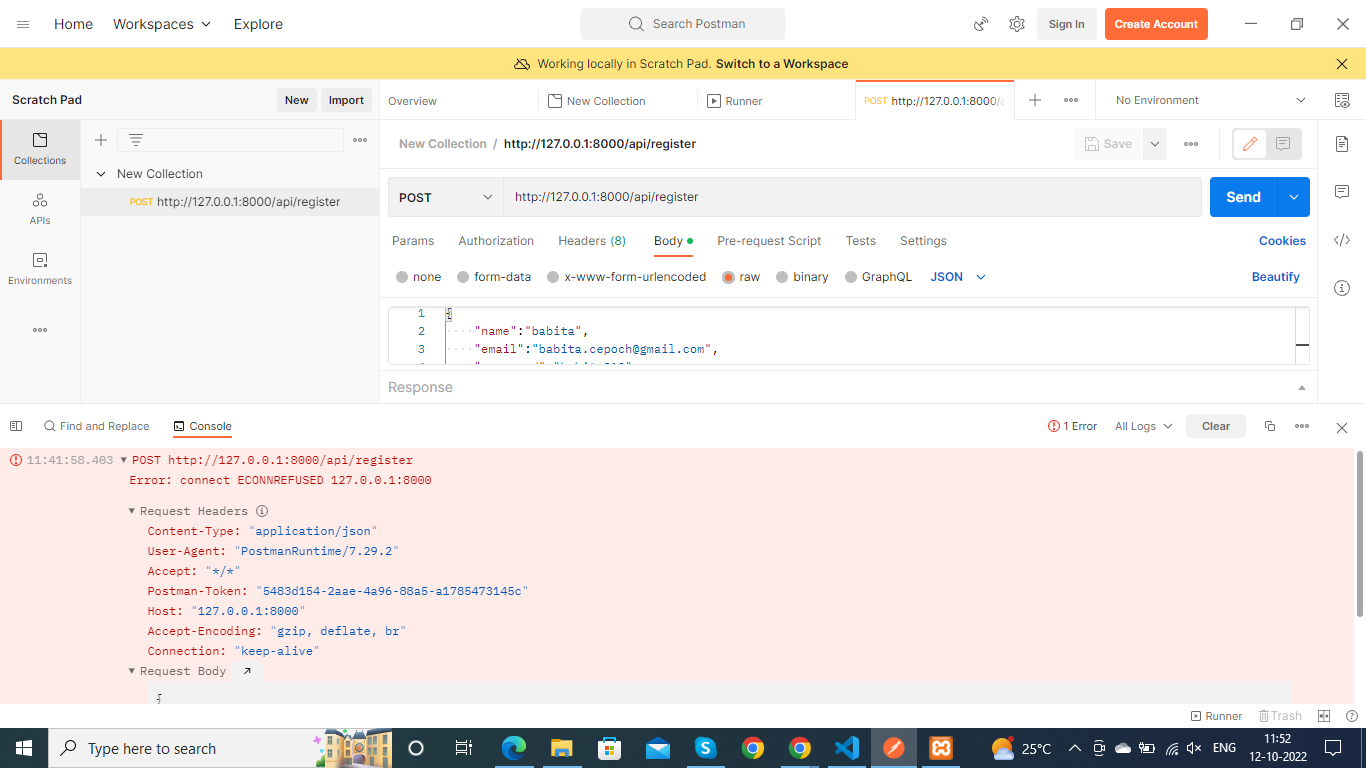 Home Workspaces Explore Search Postman Sign In Create Account
Working locally in Scratch Pad. Switch to a Workspace
Scratch Pad New Import Overview New Collection Runner POST http://127.0.0.1:8000/a No Environment
Collections
APIs
Environments
New Collection
POST http://127.0.0.1:8000/api/register
New Collection / http://127.0.0.1:8000/api/register Save
POST http://127.0.0.1:8000/api/register Send
Params Authorization Headers (8) Body Pre-request Script Tests Settings Cookies
none form-data x-www-form-urlencoded raw binary GraphQL JSON Beautify
1 {
2 "name":"babita",
3 "email":"babita.cepoch@gmail.com",
Response
Find and Replace Console 1 Error All Logs Clear
11:41:58.403 POST http://127.0.0.1:8000/api/register
Error: connect ECONNREFUSED 127.0.0.1:8000
Request Headers
Content-Type: "application/json"
User-Agent: "PostmanRuntime/7.29.2"
Accept: "*/*"
Postman-Token: "5483d154-2aae-4a96-88a5-a1785473145c"
Host: "127.0.0.1:8000"
Accept-Encoding: "gzip, deflate, br"
Connection: "keep-alive"
Request Body
{
Runner Trash
Type here to search 25°C ENG 11:52
12-10-2022